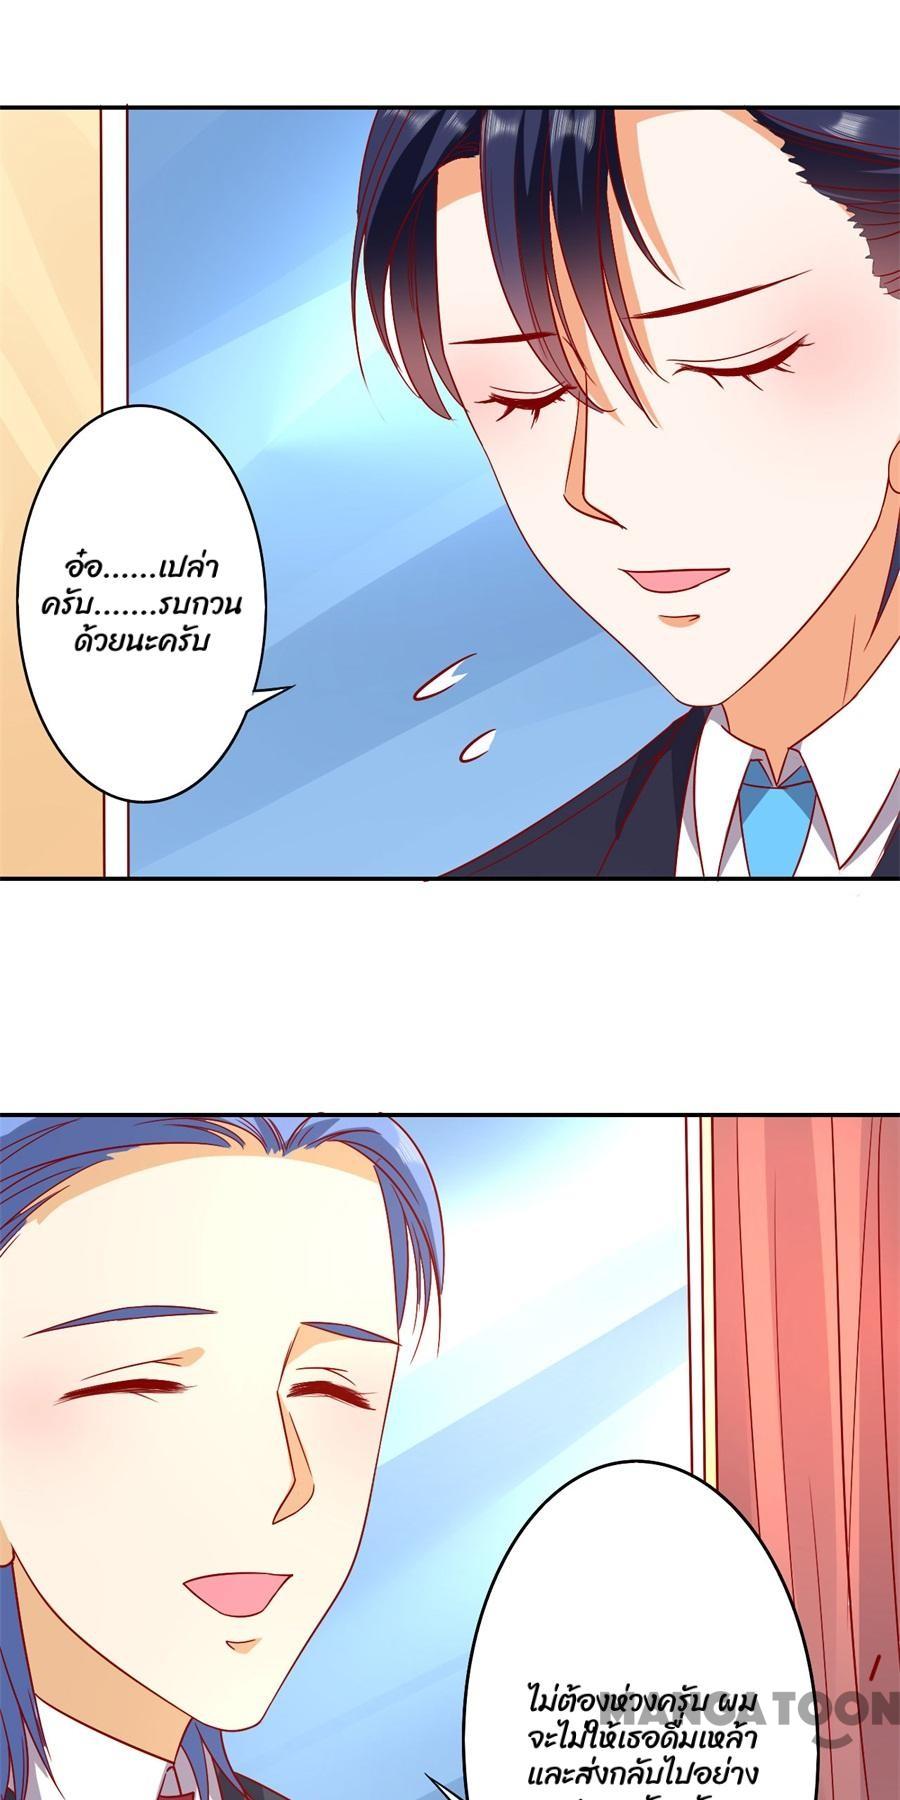 อ๋อ......เปล่า
ครับ.......รบกวน
ด้วยนะครับ
ไม่ต้องห่วงครับ ผม
จะไม่ให้เธอดื่มเหล้า
และส่งกลับไปอย่าง
MANGATOON